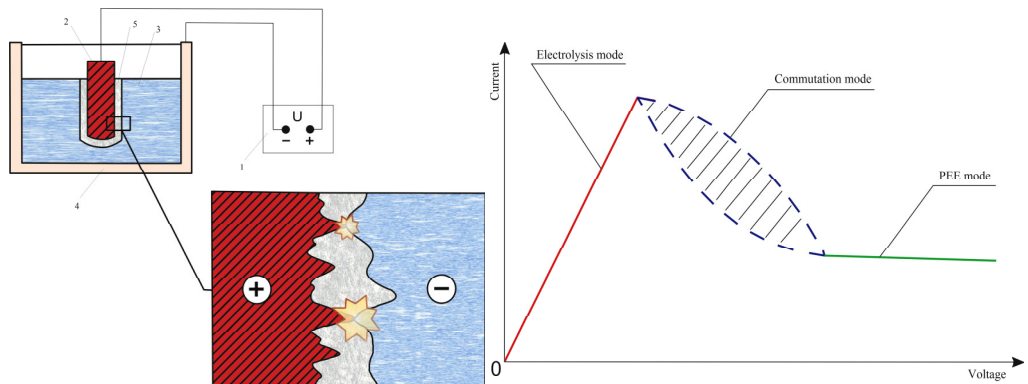 2
5
3
U
− +
1
4
+
−
Current
Electrolysis mode
Commutation mode
PEE mode
0
Voltage